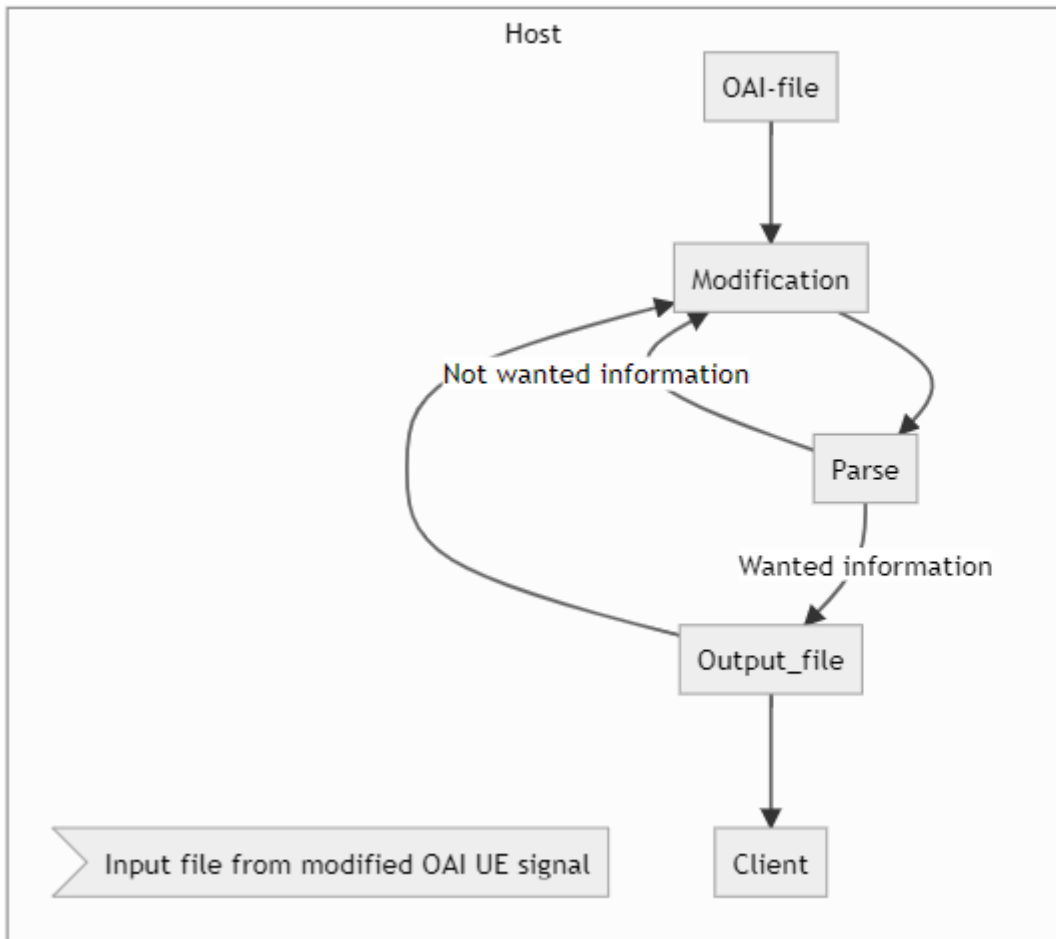 Host
OAI-file
Modification
Not wanted information
Parse
Wanted information
Output_file
Input file from modified OAI UE signal
Client